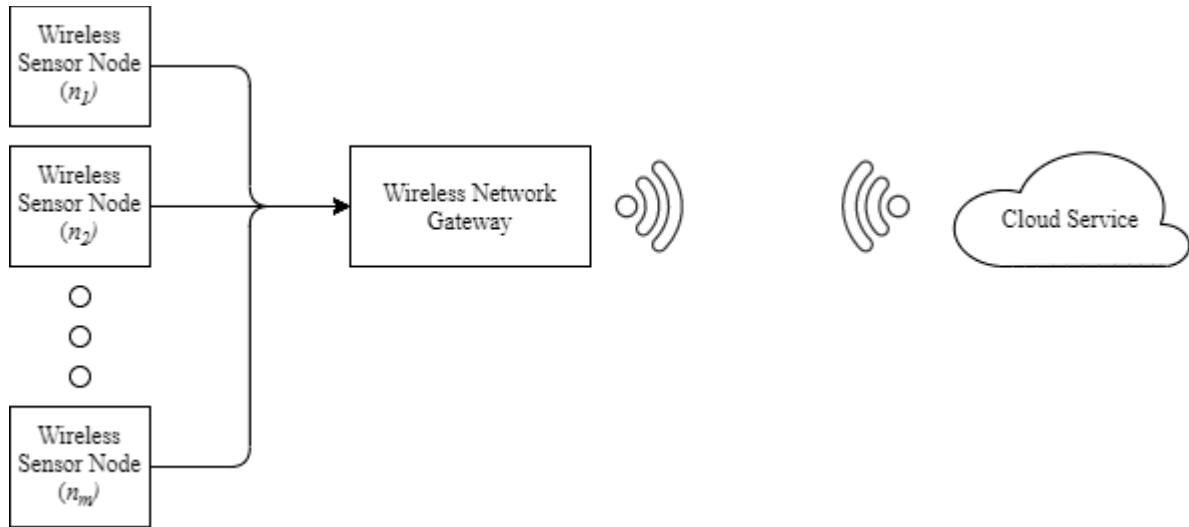 Wireless
Sensor Node
(n1)
Wireless
Sensor Node
(n2)
Wireless
Sensor Node
(nm)
Wireless Network
Gateway
Cloud Service